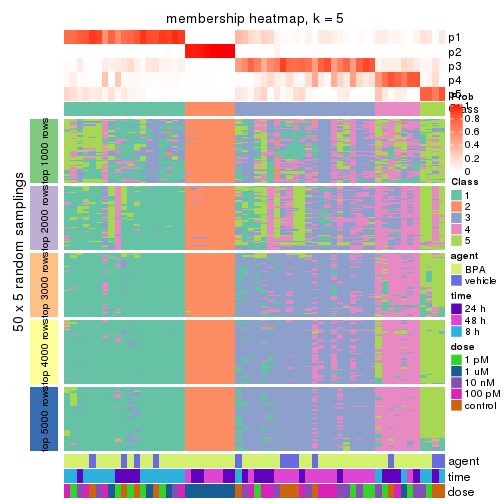 membership heatmap, k = 5
p1
p2
p3
p4
p5
50 x 5 random samplings
top 1000 rows
top 2000 rows
top 3000 rows
top 4000 rows
top 5000 rows
Prob
1
0.8
0.6
0.4
0.2
0
Class
Class
1
2
3
4
5
agent
BPA
vehicle
time
24 h
48 h
8 h
dose
1 pM
1 uM
10 nM
100 pM
control
agent
time
dose